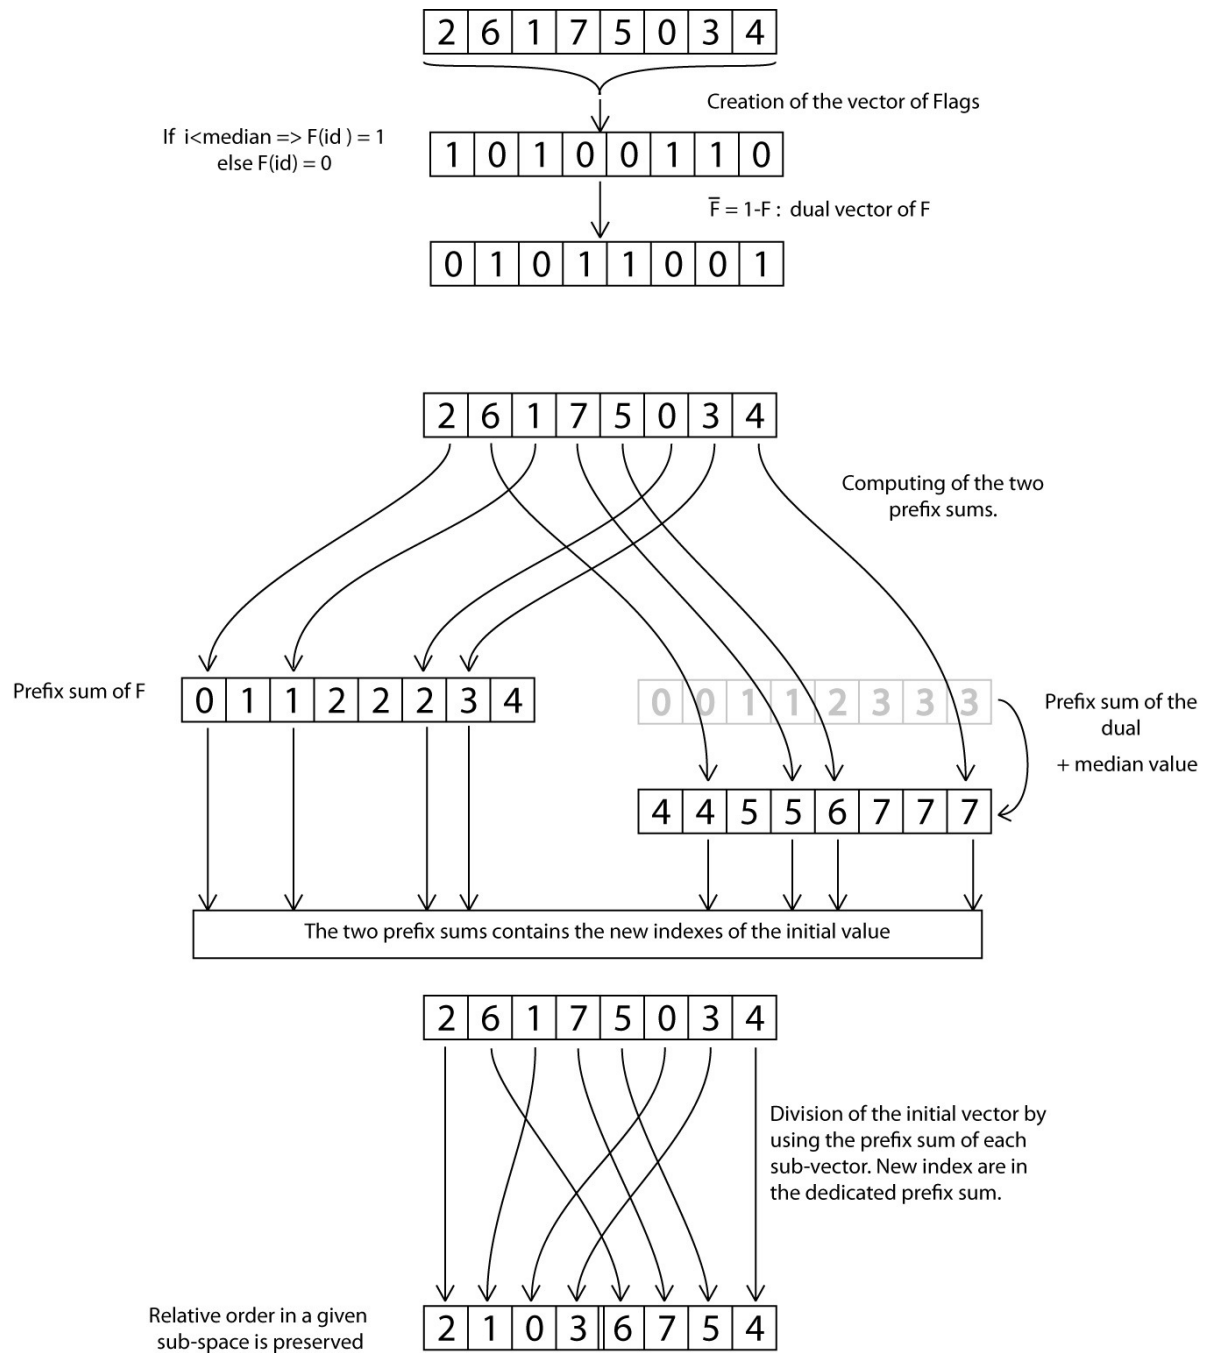 2 6 1 7 5 0 3 4
Creation of the vector of Flags
If i<median => F(id ) = 1
else F(id) = 0
1 0 1 0 0 1 1 0
F̅ = 1-F : dual vector of F
0 1 0 1 1 0 0 1
2 6 1 7 5 0 3 4
Computing of the two
prefix sums.
Prefix sum of F
0 1 1 2 2 2 3 4
0 0 1 1 2 3 3 3
Prefix sum of the
dual
+ median value
4 4 5 5 6 7 7 7
The two prefix sums contains the new indexes of the initial value
2 6 1 7 5 0 3 4
Division of the initial vector by
using the prefix sum of each
sub-vector. New index are in
the dedicated prefix sum.
Relative order in a given
sub-space is preserved
2 1 0 3 6 7 5 4